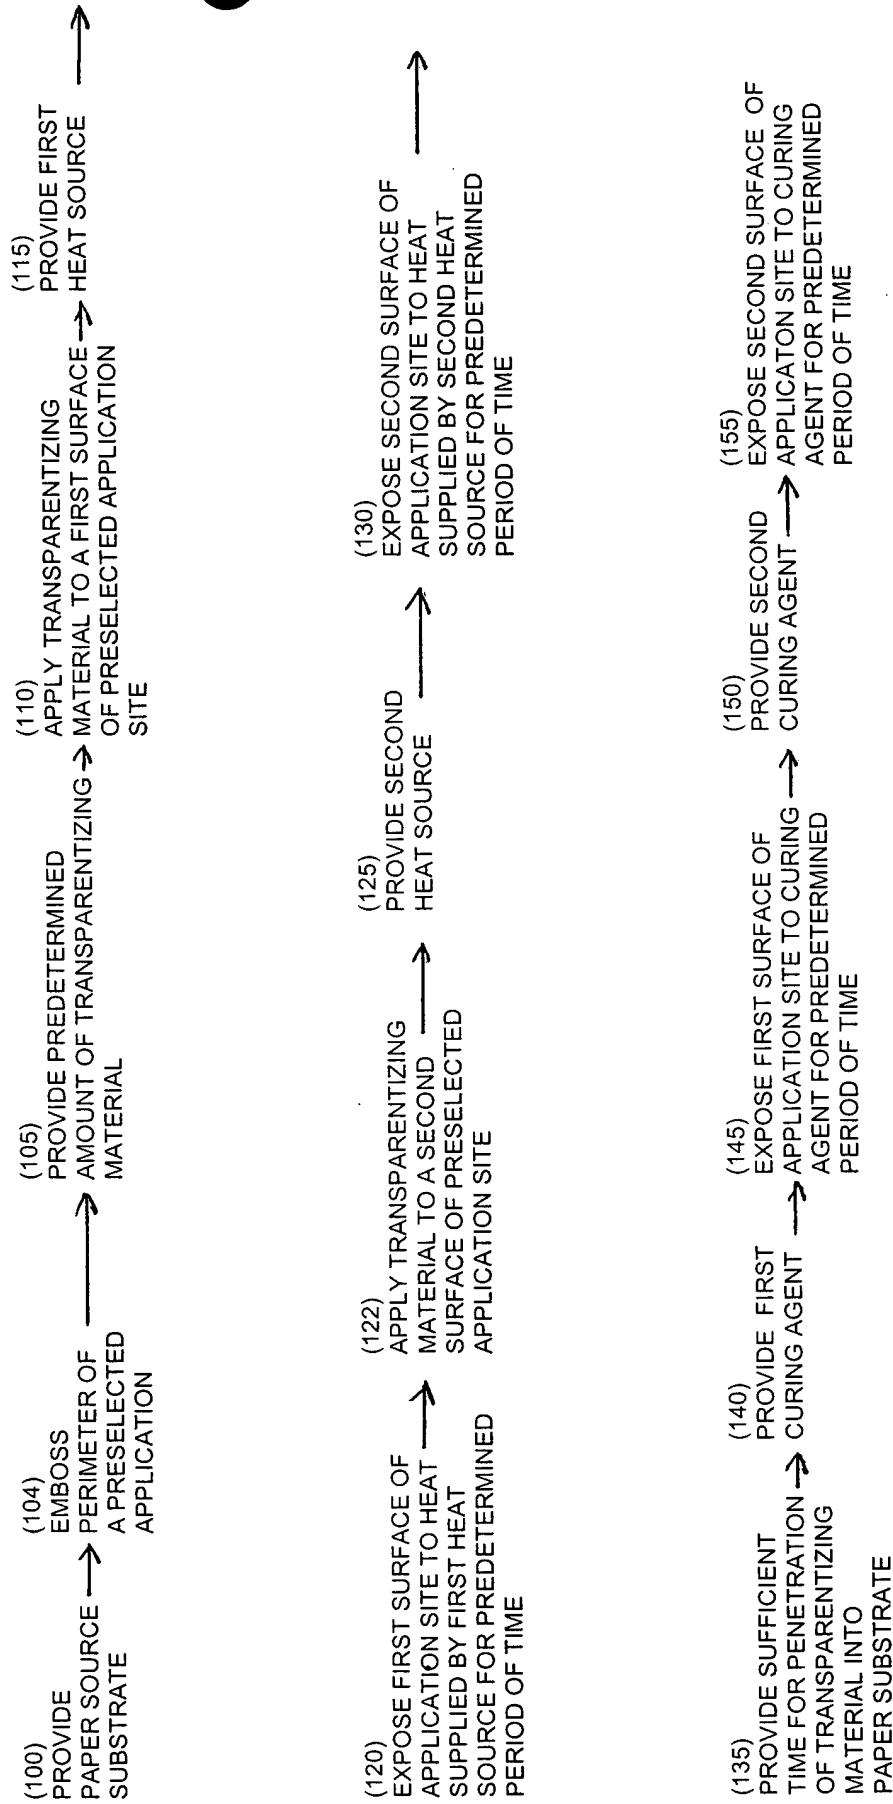 (100)
PROVIDE
PAPER SOURCE
SUBSTRATE
(104)
EMBOSS
PERIMETER OF
A PRESELECTED
APPLICATION
(105)
PROVIDE PREDETERMINED
AMOUNT OF TRANSPARENTIZING
MATERIAL
(110)
APPLY TRANSPARENTIZING
MATERIAL TO A FIRST SURFACE
OF PRESELECTED APPLICATION
SITE
(115)
PROVIDE FIRST
HEAT SOURCE
(120)
EXPOSE FIRST SURFACE OF
APPLICATION SITE TO HEAT
SUPPLIED BY FIRST HEAT
SOURCE FOR PREDETERMINED
PERIOD OF TIME
(122)
APPLY TRANSPARENTIZING
MATERIAL TO A SECOND
SURFACE OF PRESELECTED
APPLICATION SITE
(125)
PROVIDE SECOND
HEAT SOURCE
(130)
EXPOSE SECOND SURFACE OF
APPLICATION SITE TO HEAT
SUPPLIED BY SECOND HEAT
SOURCE FOR PREDETERMINED
PERIOD OF TIME
(135)
PROVIDE SUFFICIENT
TIME FOR PENETRATION
OF TRANSPARENTIZING
MATERIAL INTO
PAPER SUBSTRATE
(140)
PROVIDE FIRST
CURING AGENT
(145)
EXPOSE FIRST SURFACE OF
APPLICATION SITE TO CURING
AGENT FOR PREDETERMINED
PERIOD OF TIME
(150)
PROVIDE SECOND
CURING AGENT
(155)
EXPOSE SECOND SURFACE OF
APPLICATON SITE TO CURING
AGENT FOR PREDETERMINED
PERIOD OF TIME